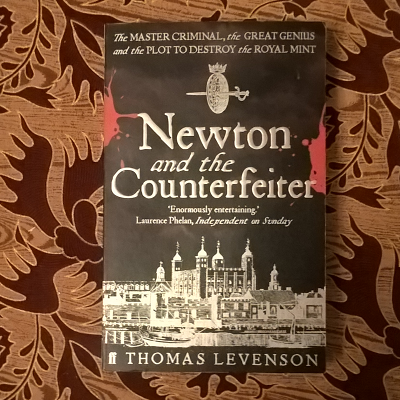 The MASTER CRIMINAL, the GREAT GENIUS
and the PLOT TO DESTROY the ROYAL MINT
Newton
and the
Counterfeiter
'Enormously entertaining.'
Laurence Phelan, Independent on Sunday
ff THOMAS LEVENSON